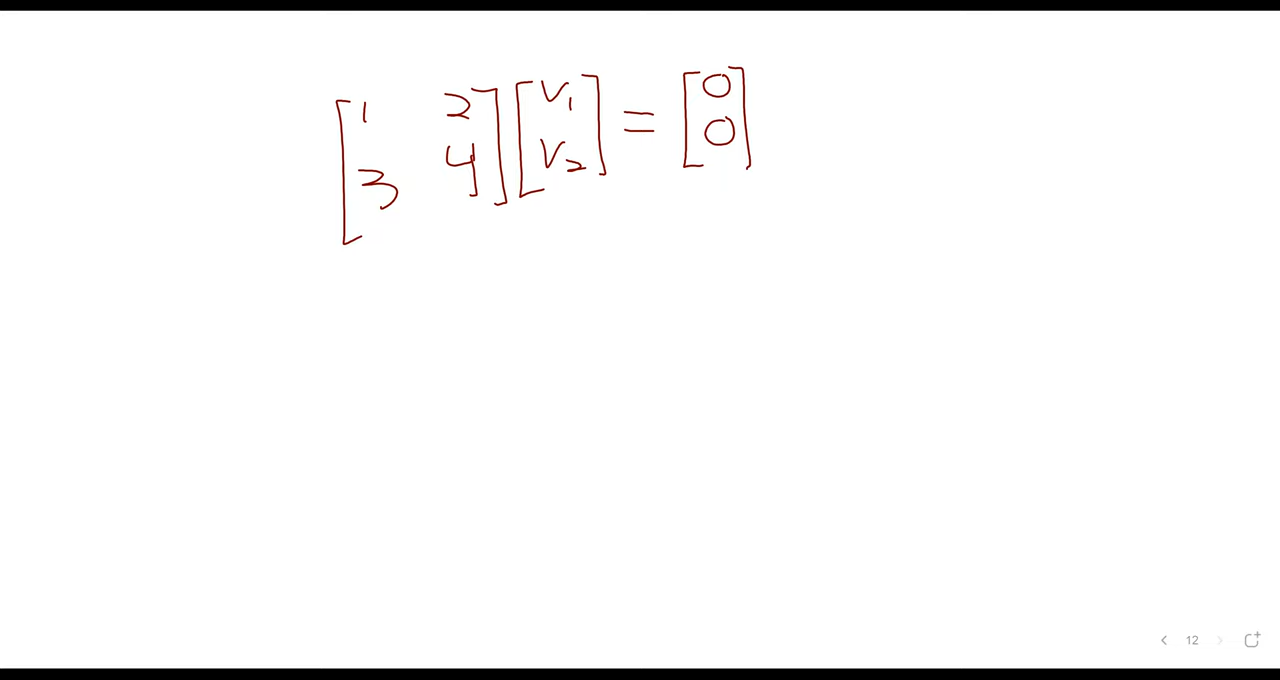 [1 2] [v1] = [0]
[3 4] [v2] [0]
12